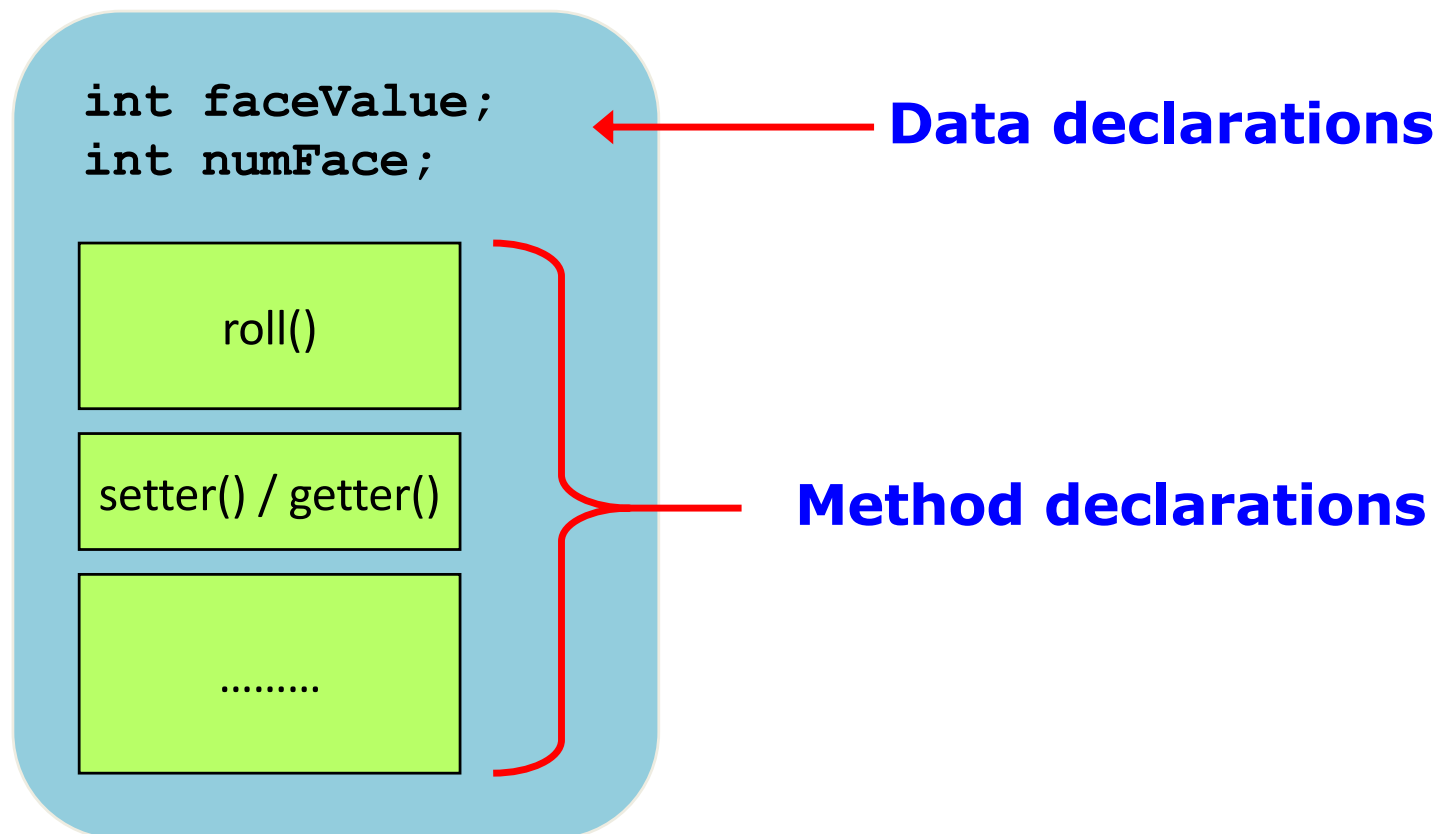 int faceValue;
int numFace;
Data declarations
roll()
setter() / getter()
Method declarations
.........